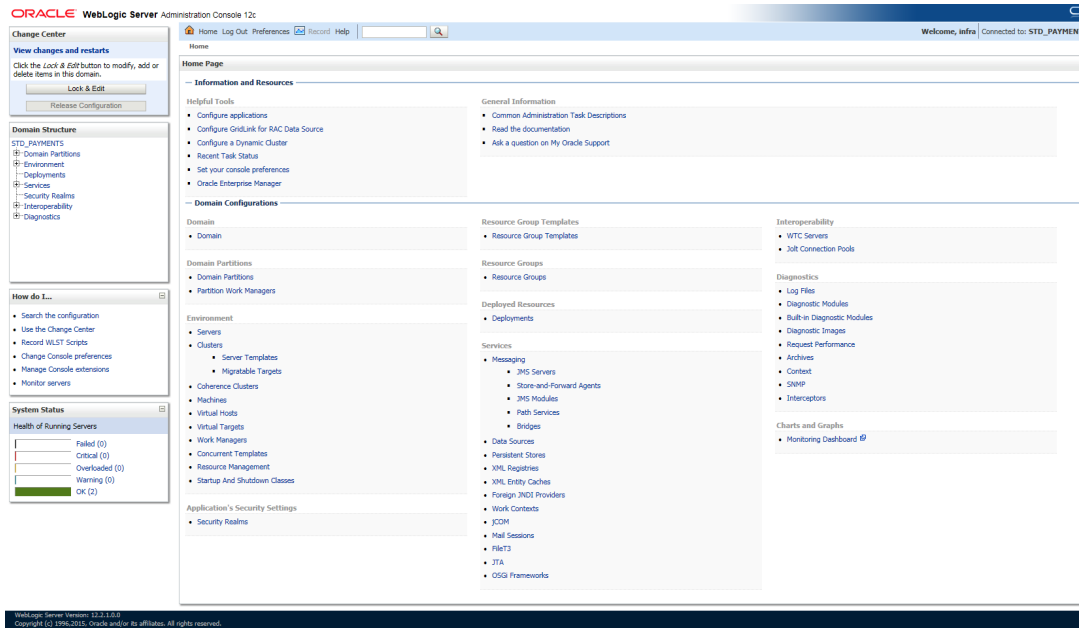 ORACLE WebLogic Server Administration Console 12c
Change Center
View changes and restarts
Click the Lock & Edit button to modify, add or
delete items in this domain.
Lock & Edit
Release Configuration
Domain Structure
STD_PAYMENTS
Domain Partitions
Environment
Deployments
Services
Security Realms
Interoperability
Diagnostics
How do I...
Search the configuration
Use the Change Center
Record WLST Scripts
Change Console preferences
Manage Console extensions
Monitor servers
System Status
Health of Running Servers
Failed (0)
Critical (0)
Overloaded (0)
Warning (0)
OK (2)
Home Log Out Preferences Record Help
Welcome, infra Connected to: STD_PAYMEN
Home
Home Page
Information and Resources
Helpful Tools
Configure applications
Configure GridLink for RAC Data Source
Configure a Dynamic Cluster
Recent Task Status
Set your console preferences
Oracle Enterprise Manager
General Information
Common Administration Task Descriptions
Read the documentation
Ask a question on My Oracle Support
Domain Configurations
Domain
Domain
Domain Partitions
Domain Partitions
Partition Work Managers
Environment
Servers
Clusters
Server Templates
Migratable Targets
Coherence Clusters
Machines
Virtual Hosts
Virtual Targets
Work Managers
Concurrent Templates
Resource Management
Startup And Shutdown Classes
Application's Security Settings
Security Realms
Resource Group Templates
Resource Group Templates
Resource Groups
Resource Groups
Deployed Resources
Deployments
Services
Messaging
JMS Servers
Store-and-Forward Agents
JMS Modules
Path Services
Bridges
Data Sources
Persistent Stores
XML Registries
XML Entity Caches
Foreign JNDI Providers
Work Contexts
jCOM
Mail Sessions
FileT3
JTA
OSGi Frameworks
Interoperability
WTC Servers
Jolt Connection Pools
Diagnostics
Log Files
Diagnostic Modules
Built-in Diagnostic Modules
Diagnostic Images
Request Performance
Archives
Context
SNMP
Interceptors
Charts and Graphs
Monitoring Dashboard
WebLogic Server Version: 12.2.1.0.0
Copyright (c) 1996,2015, Oracle and/or its affiliates. All rights reserved.